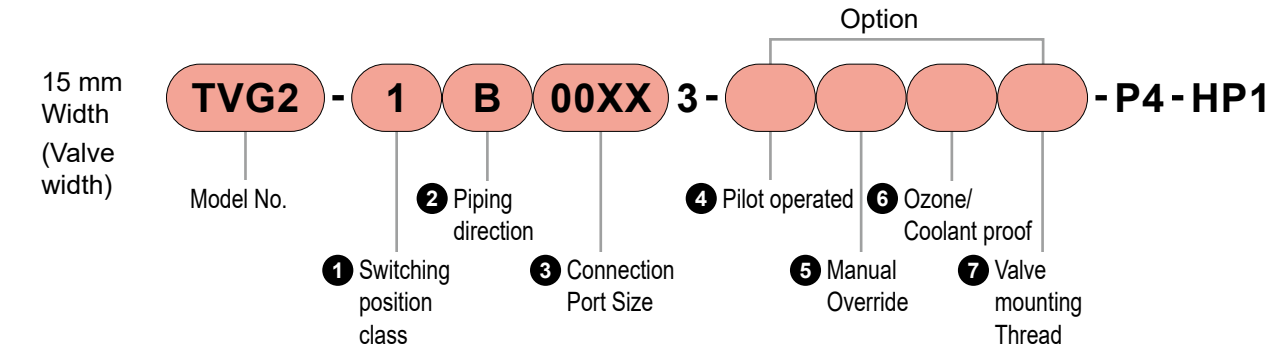 Option
15 mm
Width
(Valve
width)
TVG2 - 1 B 00XX 3 - - P4 - HP1
Model No.
2 Piping
direction
4 Pilot operated
6 Ozone/
Coolant proof
1 Switching
position
class
3 Connection
Port Size
5 Manual
Override
7 Valve
mounting
Thread